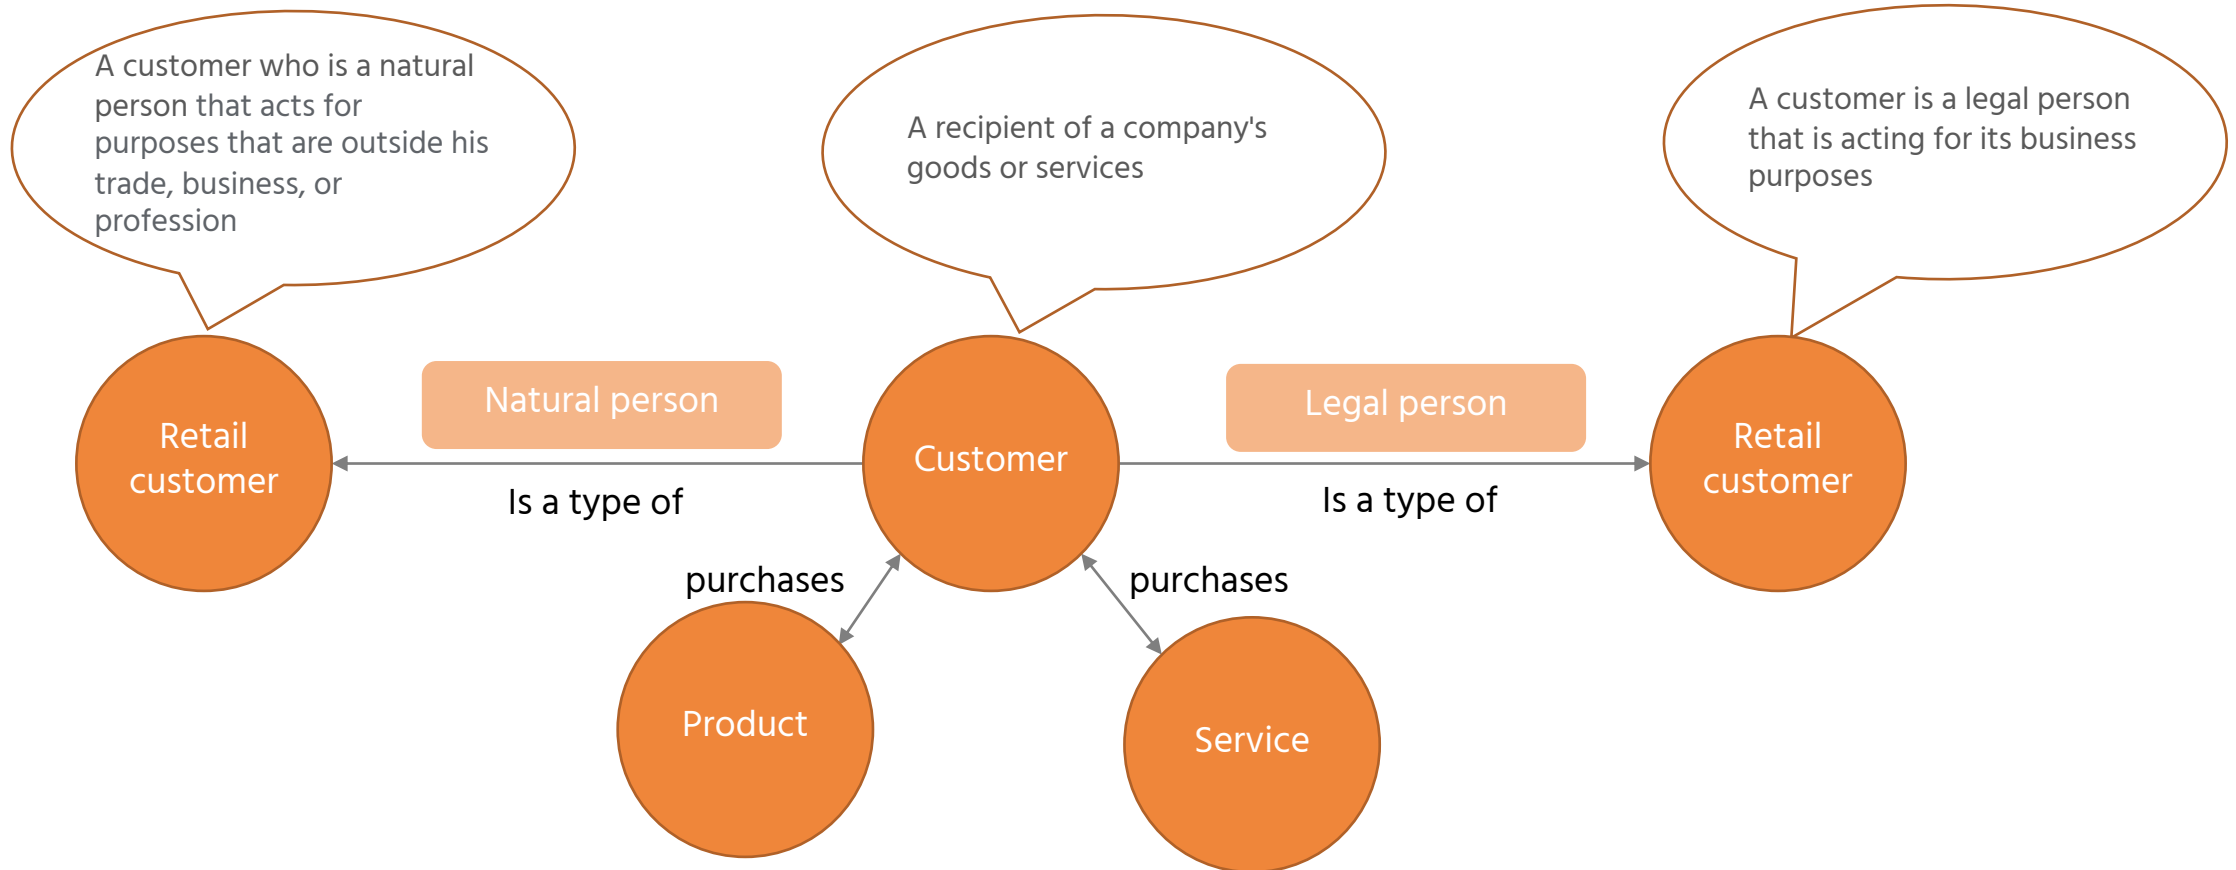 A customer who is a natural
person that acts for
purposes that are outside his
trade, business, or
profession
A recipient of a company's
goods or services
A customer is a legal person
that is acting for its business
purposes
Retail
customer
Natural person
Is a type of
Customer
Legal person
Is a type of
Retail
customer
purchases
purchases
Product
Service